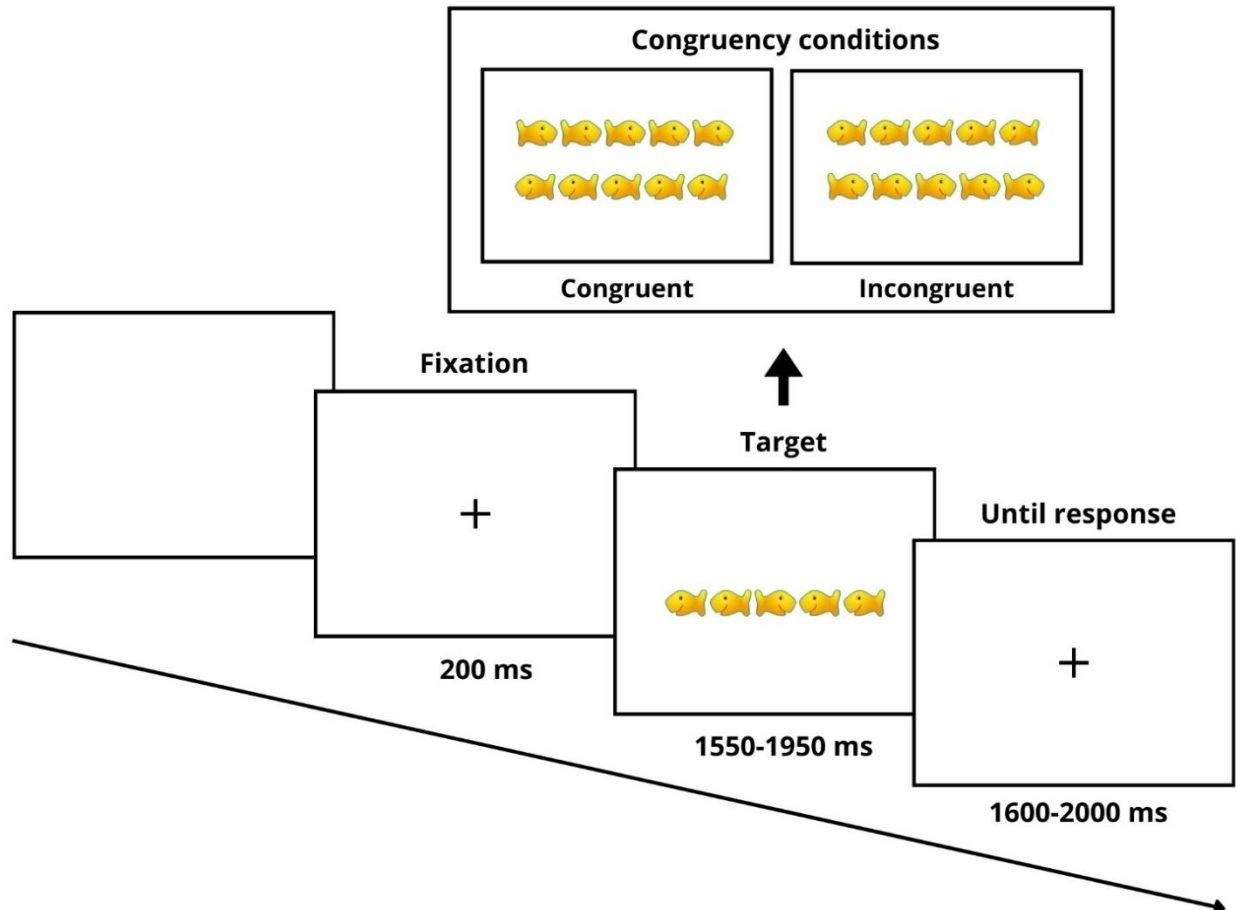 Congruency conditions
Congruent
Incongruent
Fixation
200 ms
Target
1550-1950 ms
Until response
1600-2000 ms